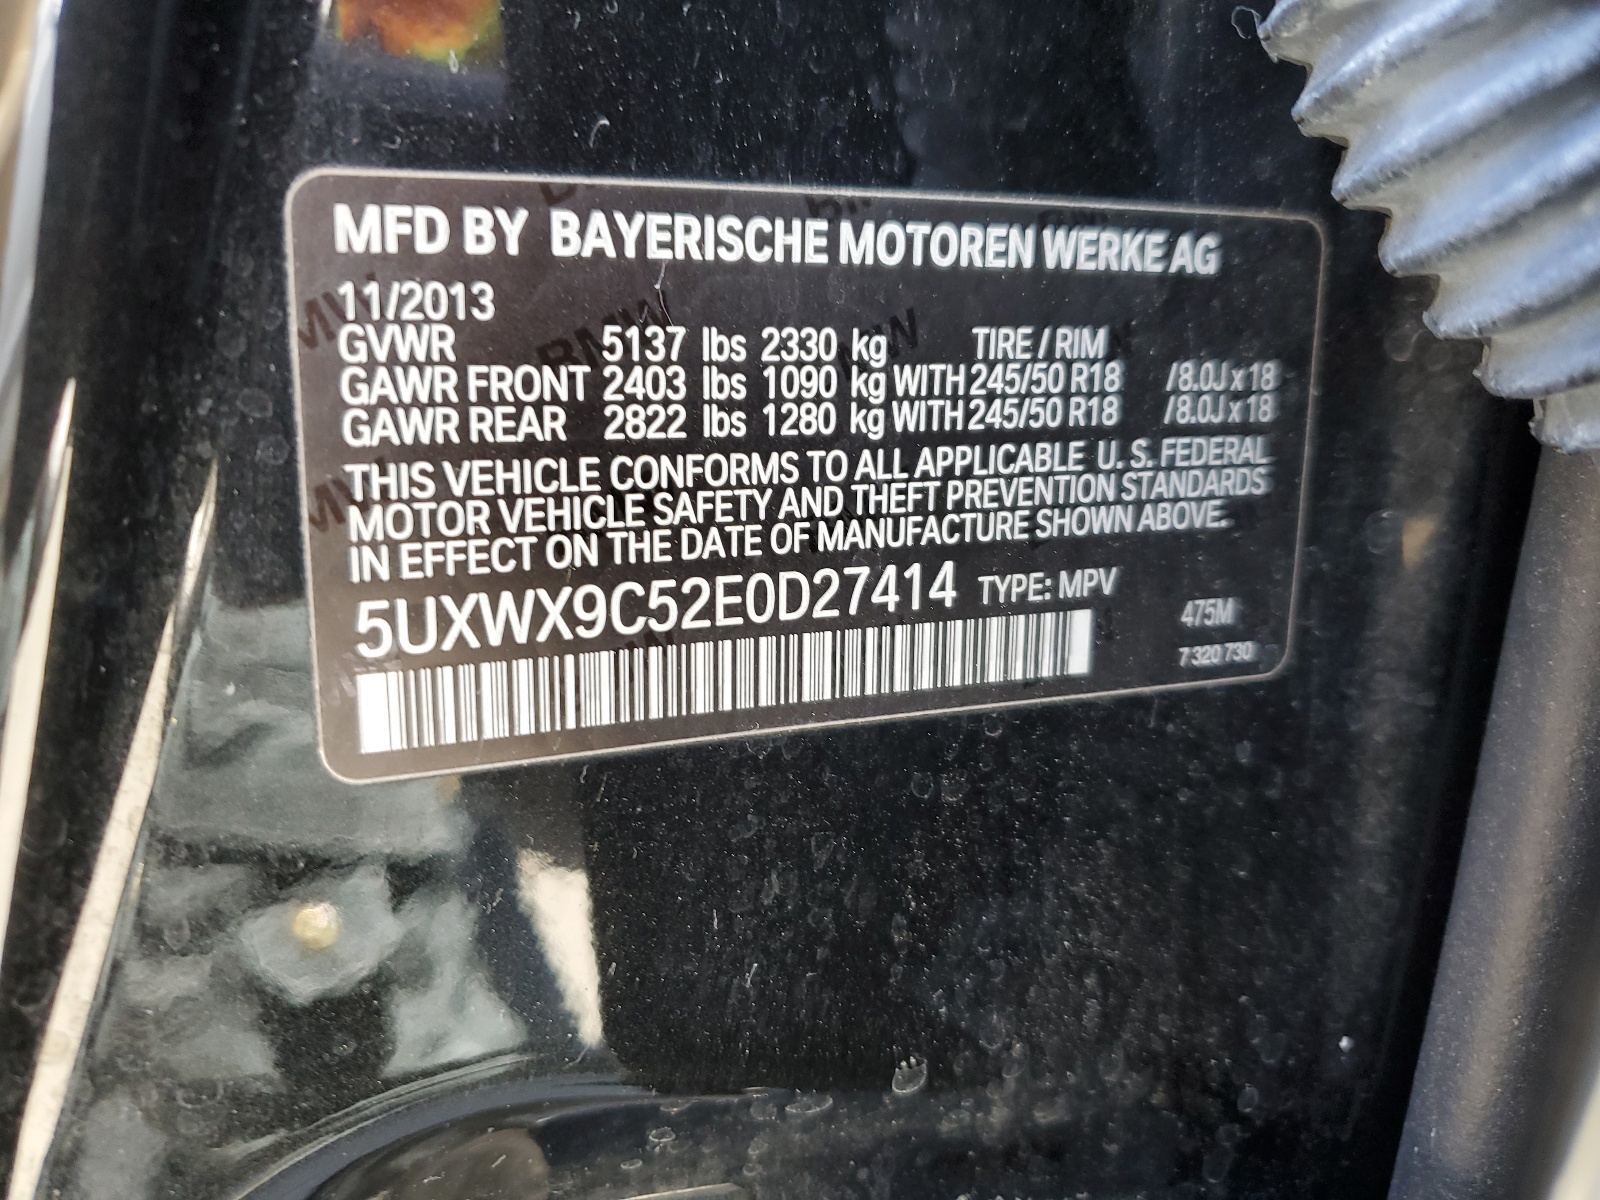 MFD BY BAYERISCHE MOTOREN WERKE AG
11/2013
GVWR 5137 lbs 2330 kg TIRE / RIM
GAWR FRONT 2403 lbs 1090 kg WITH 245/50 R18 /8.0J x 18
GAWR REAR 2822 lbs 1280 kg WITH 245/50 R18 /8.0J x 18
THIS VEHICLE CONFORMS TO ALL APPLICABLE U. S. FEDERAL
MOTOR VEHICLE SAFETY AND THEFT PREVENTION STANDARDS
IN EFFECT ON THE DATE OF MANUFACTURE SHOWN ABOVE.
5UXWX9C52E0D27414 TYPE: MPV
475M
7 320 730